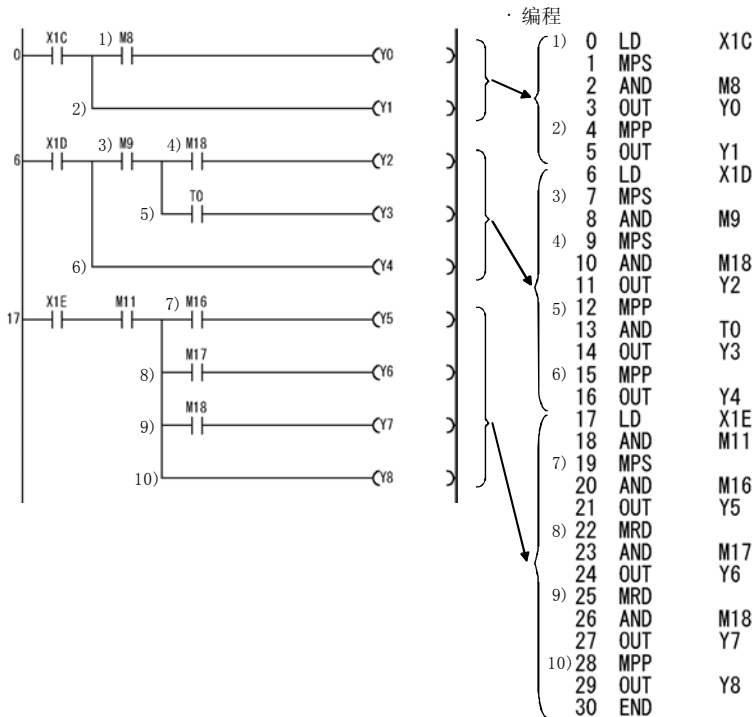 · 编程
X1C 1) M8
0 Y0
2) Y1
X1D 3) M9 4) M18
6 Y2
T0
5) Y3
6) Y4
X1E M11 7) M16
17 Y5
M17
8) Y6
M18
9) Y7
10) Y8
1) 0 LD X1C
1 MPS
2 AND M8
3 OUT Y0
2) 4 MPP
5 OUT Y1
6 LD X1D
3) 7 MPS
8 AND M9
4) 9 MPS
10 AND M18
11 OUT Y2
5) 12 MPP
13 AND T0
14 OUT Y3
6) 15 MPP
16 OUT Y4
17 LD X1E
18 AND M11
7) 19 MPS
20 AND M16
21 OUT Y5
8) 22 MRD
23 AND M17
24 OUT Y6
9) 25 MRD
26 AND M18
27 OUT Y7
10) 28 MPP
29 OUT Y8
30 END